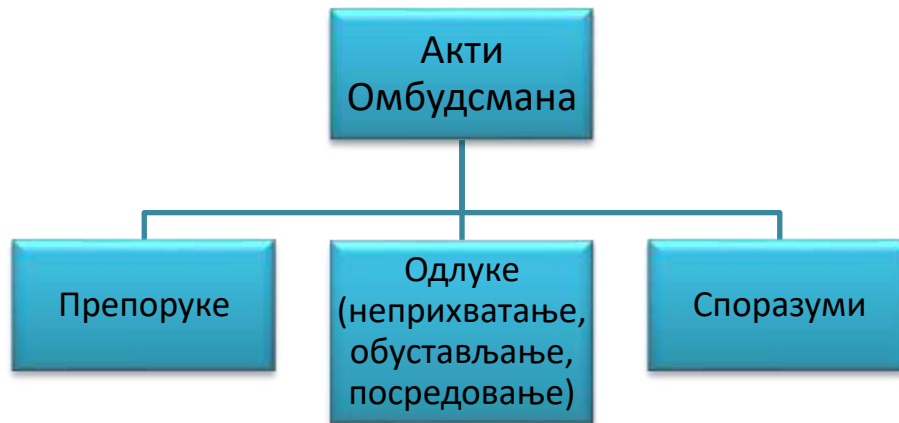 Акти
Омбудсмана
Препоруке
Одлуке
(неприхватање,
обустављање,
посредовање)
Споразуми